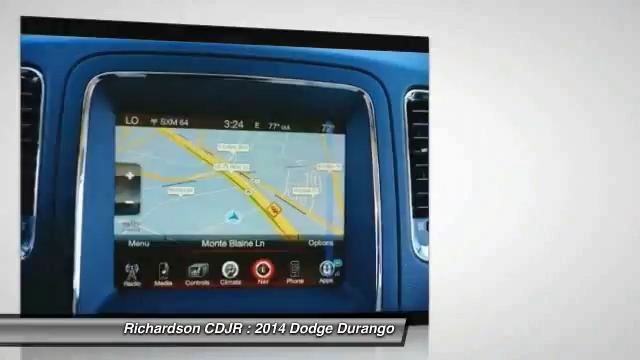 LO SXM 64 3:24 E 77° out 72°
+
-
Menu Monte Blaine Ln Options
Radio Media Controls Climate Nav Phone Apps
Richardson CDJR : 2014 Dodge Durango